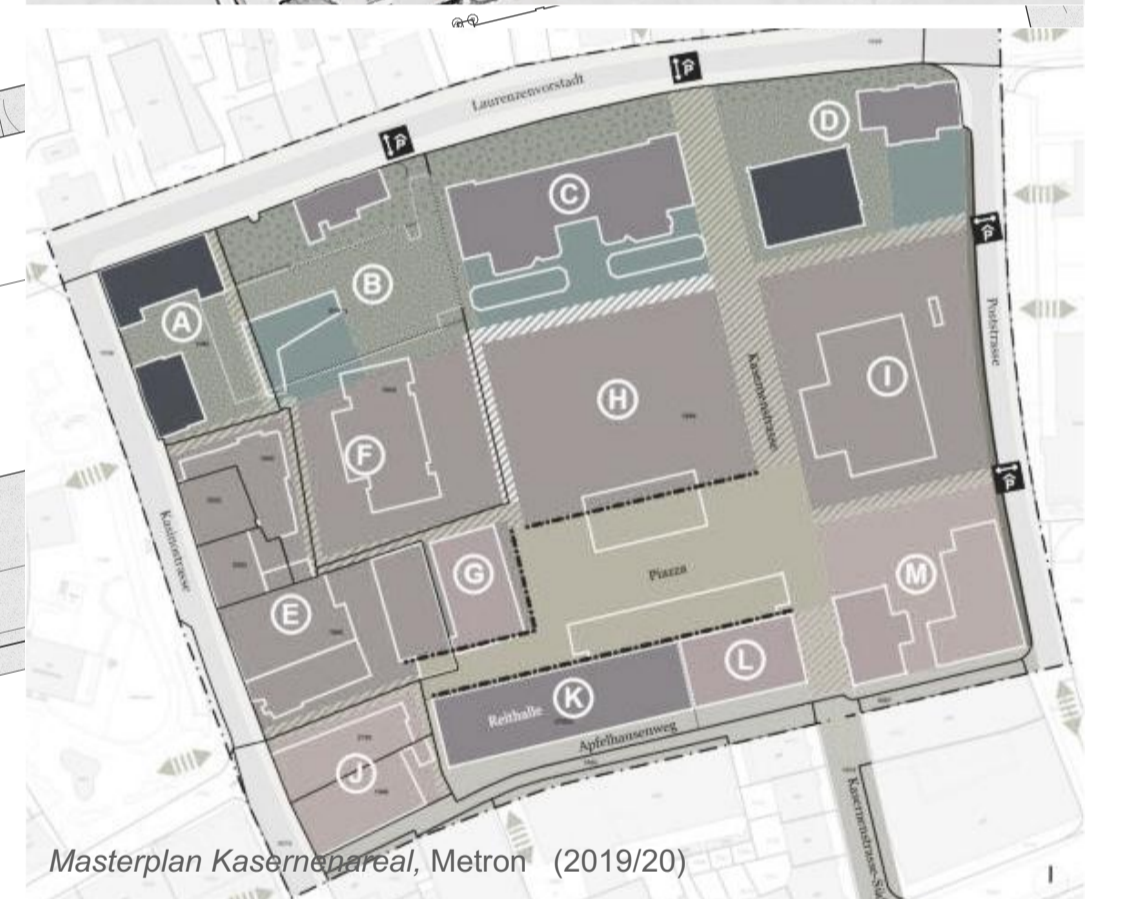 Laurenzenvorstadt
P
P
D
C
B
P
A
Poststrasse
I
H
Kasernenstrasse
F
P
Kasinostrasse
G
Piazza
M
E
L
K
Reithalle
Apfelhausenweg
J
Kasernenstrasse-Süd
Masterplan Kasernenareal, Metron (2019/20)